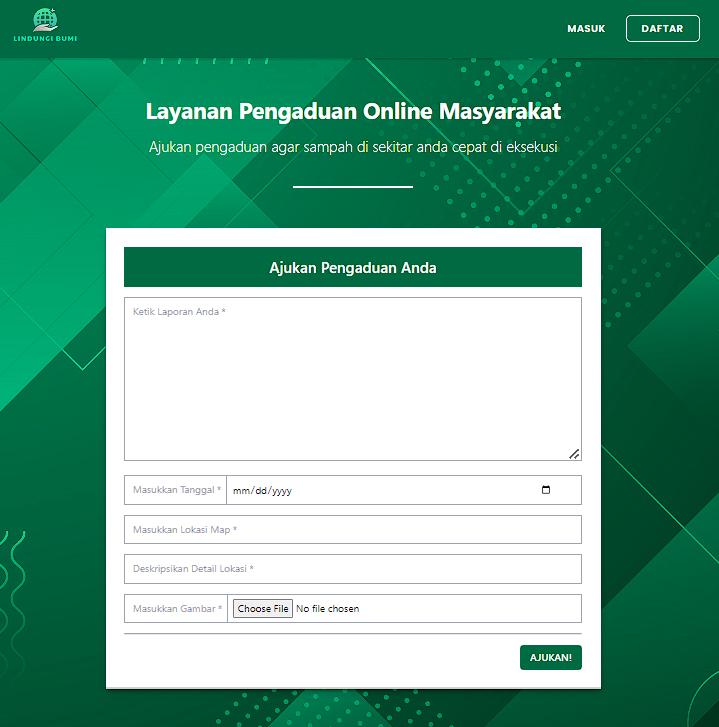 LINDUNGI BUMI
MASUK
DAFTAR
Layanan Pengaduan Online Masyarakat
Ajukan pengaduan agar sampah di sekitar anda cepat di eksekusi
Ajukan Pengaduan Anda
Ketik Laporan Anda *
Masukkan Tanggal * mm/dd/yyyy
Masukkan Lokasi Map *
Deskripsikan Detail Lokasi *
Masukkan Gambar * Choose File No file chosen
AJUKAN!